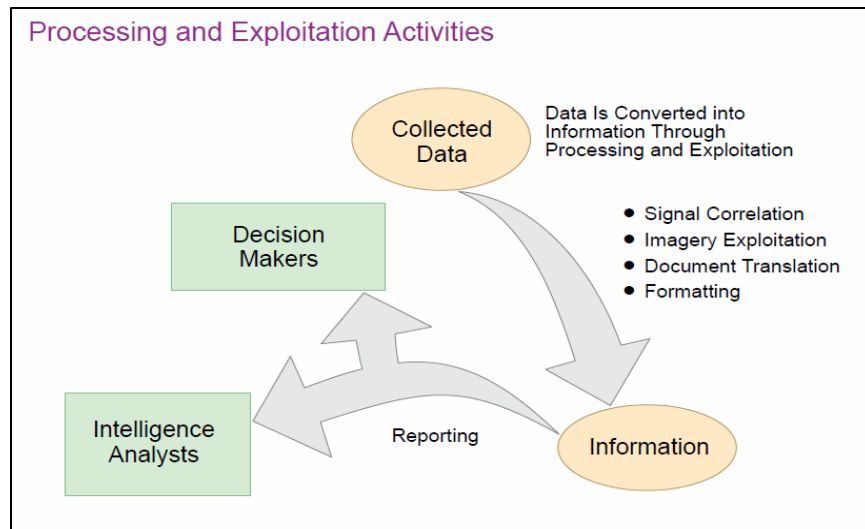 Processing and Exploitation Activities
Collected
Data
Data Is Converted into
Information Through
Processing and Exploitation
● Signal Correlation
● Imagery Exploitation
● Document Translation
● Formatting
Decision
Makers
Intelligence
Analysts
Reporting
Information